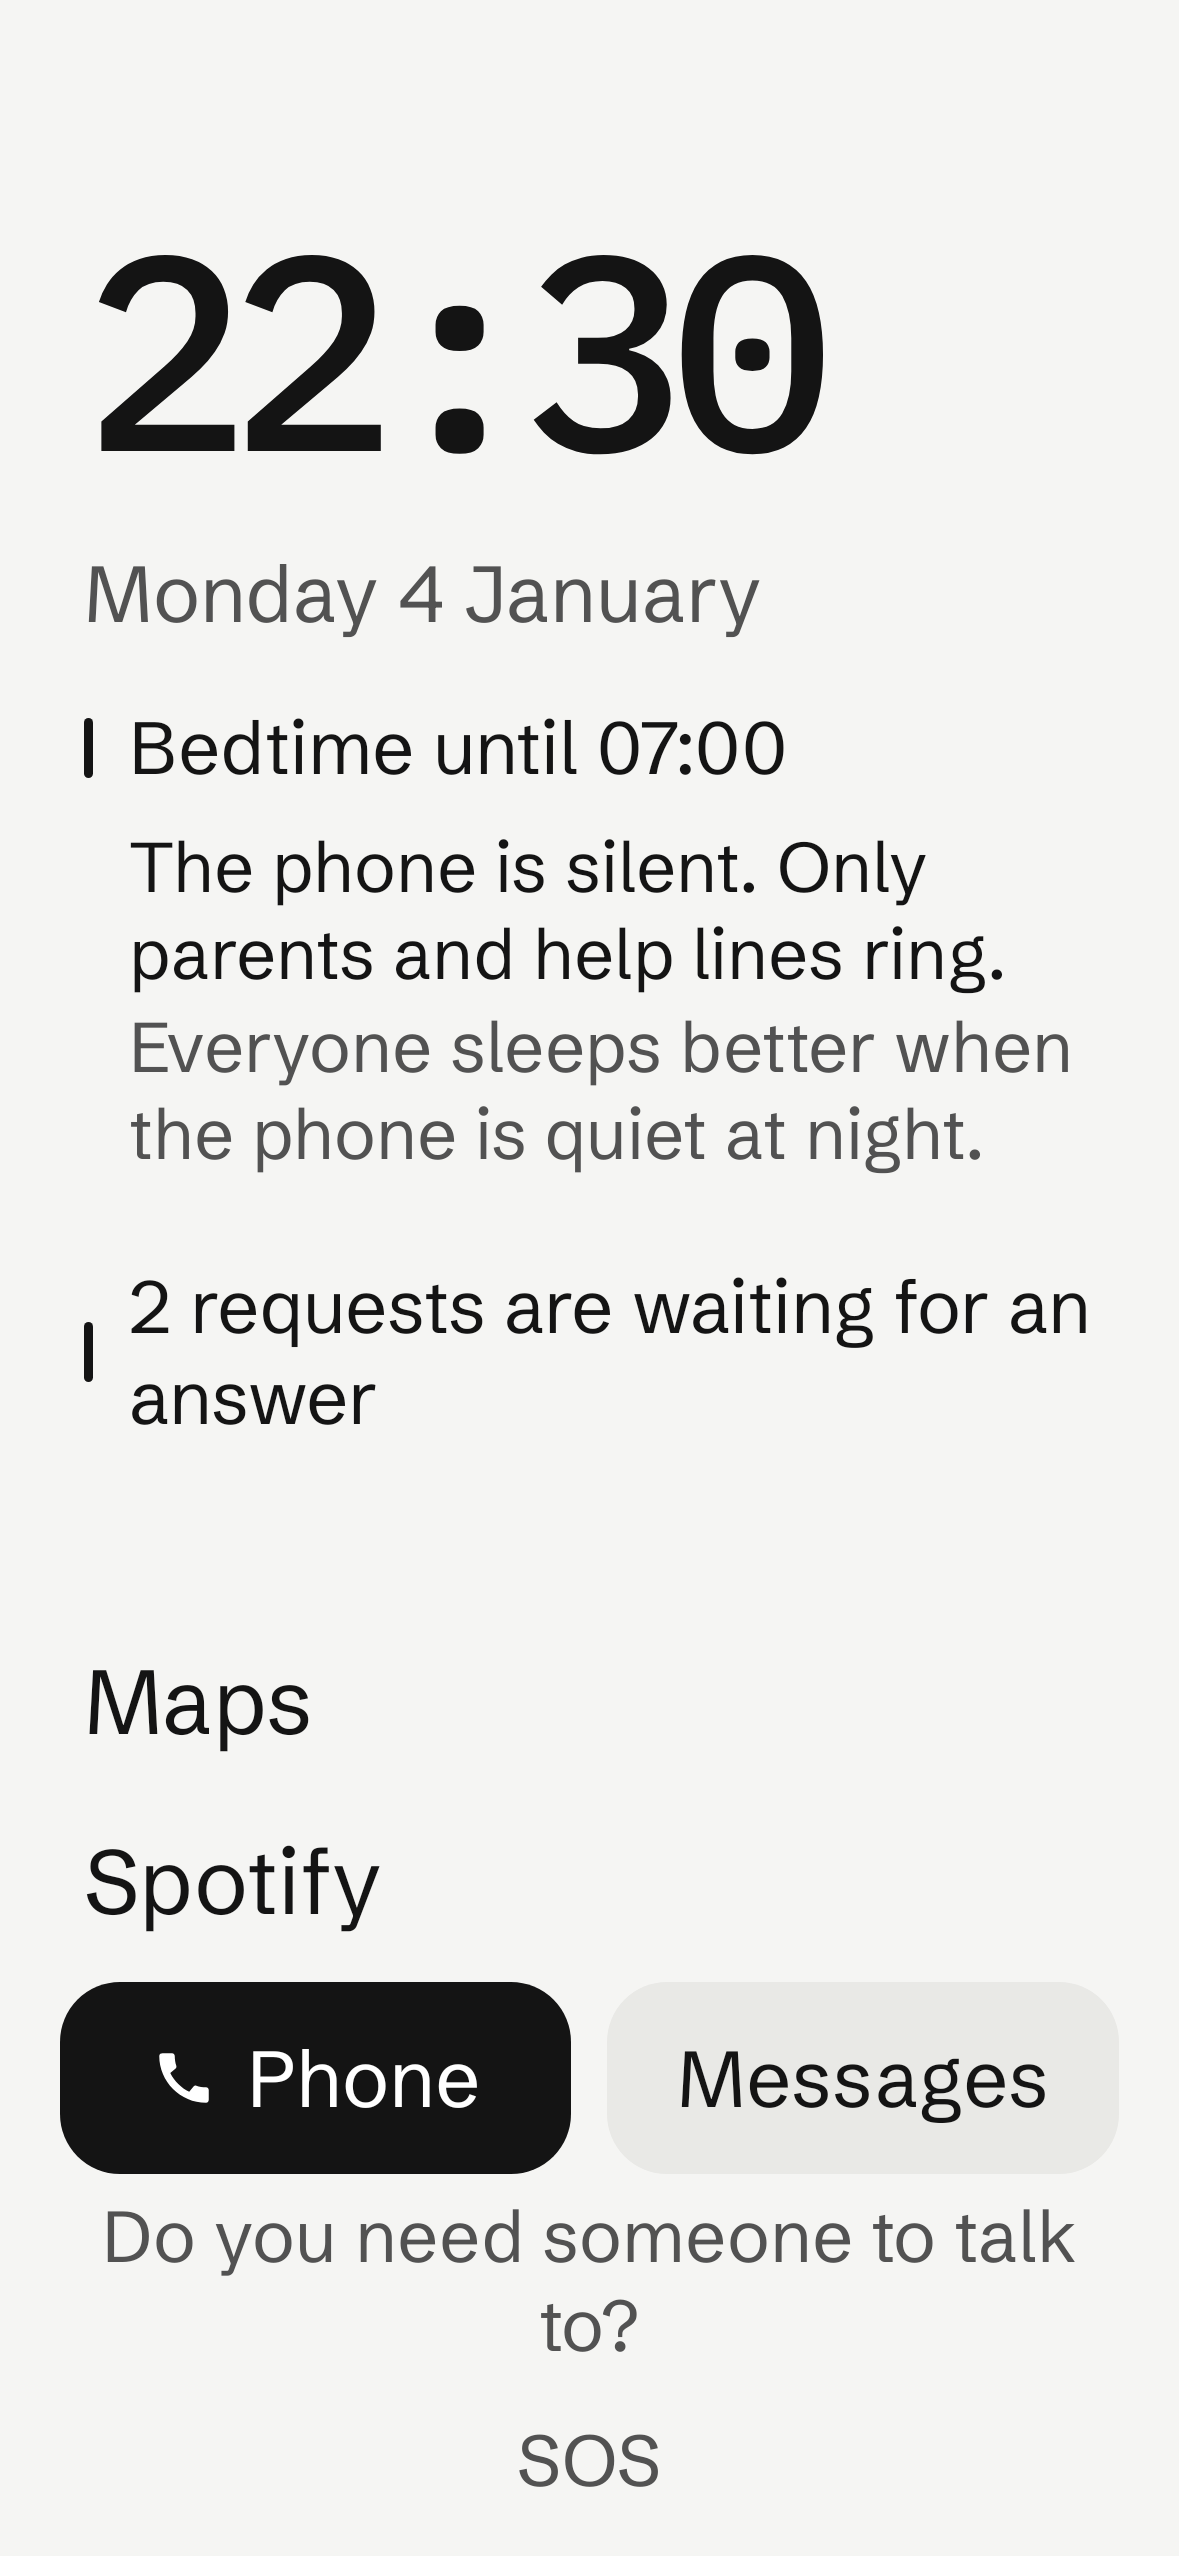 22:30
Monday 4 January
Bedtime until 07:00
The phone is silent. Only
parents and help lines ring.
Everyone sleeps better when
the phone is quiet at night.
2 requests are waiting for an
answer
Maps
Spotify
Phone
Messages
Do you need someone to talk
to?
SOS